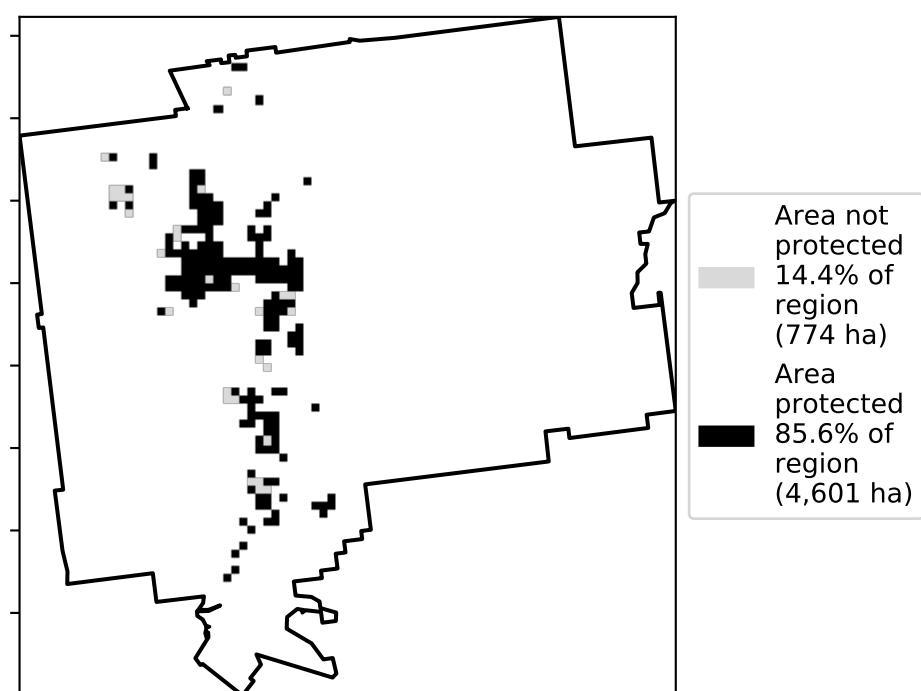 Area not
protected
14.4% of
region
(774 ha)
Area
protected
85.6% of
region
(4,601 ha)